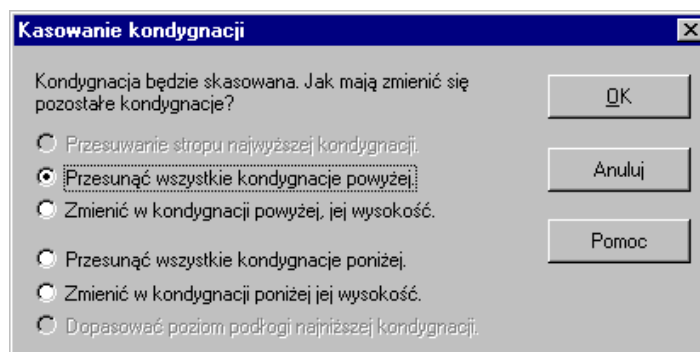 Kasowanie kondygnacji
Kondygnacja będzie skasowana. Jak mają zmienić się
pozostałe kondygnacje?
Przesuwanie stropu najwyższej kondygnacji.
Przesunąć wszystkie kondygnacje powyżej.
Zmienić w kondygnacji powyżej, jej wysokość.
Przesunąć wszystkie kondygnacje poniżej.
Zmienić w kondygnacji poniżej jej wysokość.
Dopasować poziom podłogi najniższej kondygnacji.
OK
Anuluj
Pomoc